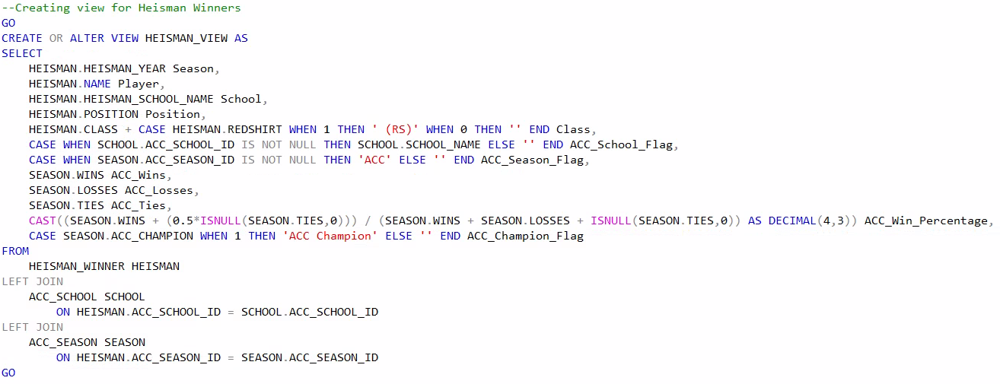 --Creating view for Heisman Winners
GO
CREATE OR ALTER VIEW HEISMAN_VIEW AS
SELECT
    HEISMAN.HEISMAN_YEAR Season,
    HEISMAN.NAME Player,
    HEISMAN.HEISMAN_SCHOOL_NAME School,
    HEISMAN.POSITION Position,
    HEISMAN.CLASS + CASE HEISMAN.REDSHIRT WHEN 1 THEN ' (RS)' WHEN 0 THEN '' END Class,
    CASE WHEN SCHOOL.ACC_SCHOOL_ID IS NOT NULL THEN SCHOOL.SCHOOL_NAME ELSE '' END ACC_School_Flag,
    CASE WHEN SEASON.ACC_SEASON_ID IS NOT NULL THEN 'ACC' ELSE '' END ACC_Season_Flag,
    SEASON.WINS ACC_Wins,
    SEASON.LOSSES ACC_Losses,
    SEASON.TIES ACC_Ties,
    CAST((SEASON.WINS + (0.5*ISNULL(SEASON.TIES,0))) / (SEASON.WINS + SEASON.LOSSES + ISNULL(SEASON.TIES,0)) AS DECIMAL(4,3)) ACC_Win_Percentage,
    CASE SEASON.ACC_CHAMPION WHEN 1 THEN 'ACC Champion' ELSE '' END ACC_Champion_Flag
FROM
    HEISMAN_WINNER HEISMAN
LEFT JOIN
    ACC_SCHOOL SCHOOL
        ON HEISMAN.ACC_SCHOOL_ID = SCHOOL.ACC_SCHOOL_ID
LEFT JOIN
    ACC_SEASON SEASON
        ON HEISMAN.ACC_SEASON_ID = SEASON.ACC_SEASON_ID
GO